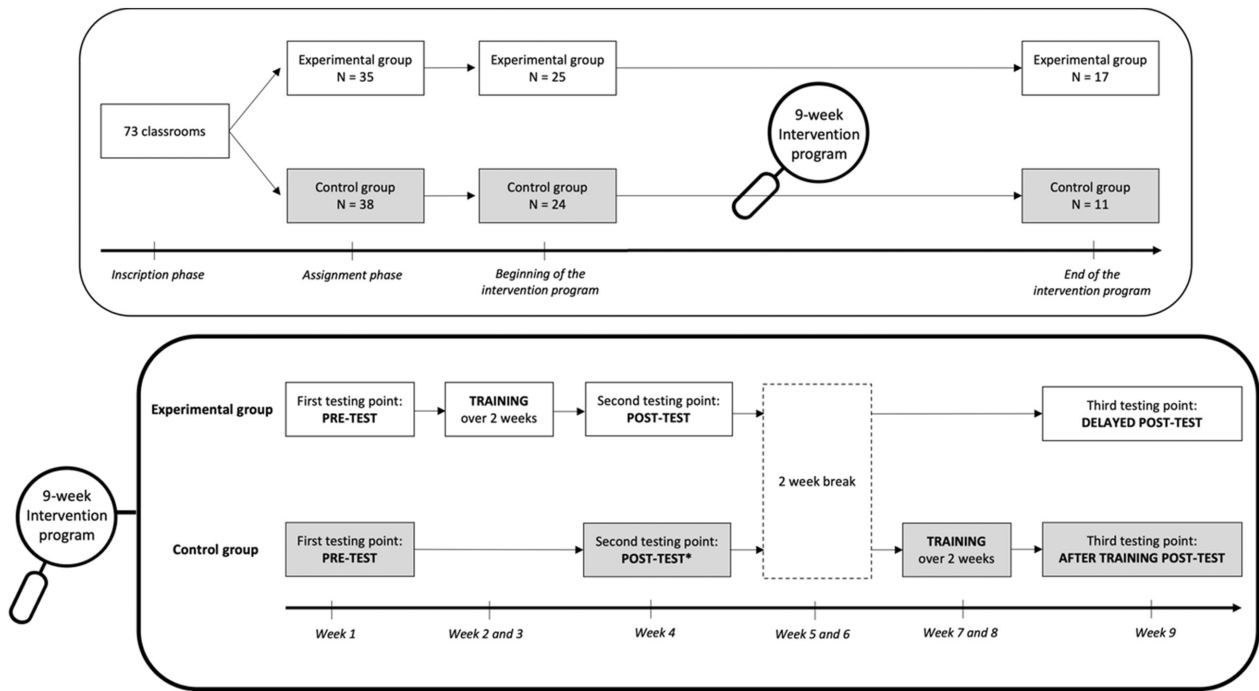 Experimental group
N = 35
Experimental group
N = 25
Experimental group
N = 17
73 classrooms
9-week
Intervention
program
Control group
N = 38
Control group
N = 24
Control group
N = 11
Inscription phase
Assignment phase
Beginning of the
intervention program
End of the
intervention program
Experimental group
First testing point:
PRE-TEST
TRAINING
over 2 weeks
Second testing point:
POST-TEST
2 week break
Third testing point:
DELAYED POST-TEST
9-week
Intervention
program
Control group
First testing point:
PRE-TEST
Second testing point:
POST-TEST*
TRAINING
over 2 weeks
Third testing point:
AFTER TRAINING POST-TEST
Week 1
Week 2 and 3
Week 4
Week 5 and 6
Week 7 and 8
Week 9